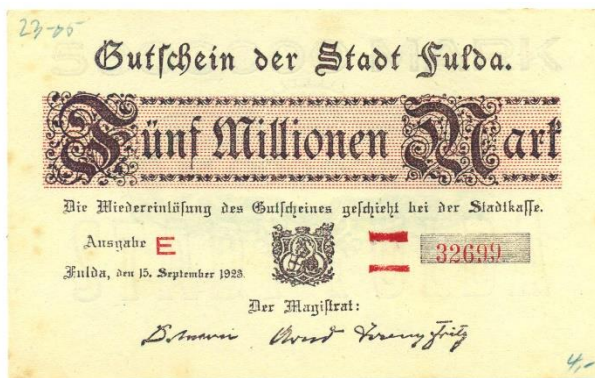 23-45
Gutschein der Stadt Fulda.
Fünf Millionen Mark
Die Wiedereinlösung des Gutscheines geschieht bei der Stadtkasse.
Ausgabe E
32699
Fulda, den 15. September 1923.
Der Magistrat:
4,-